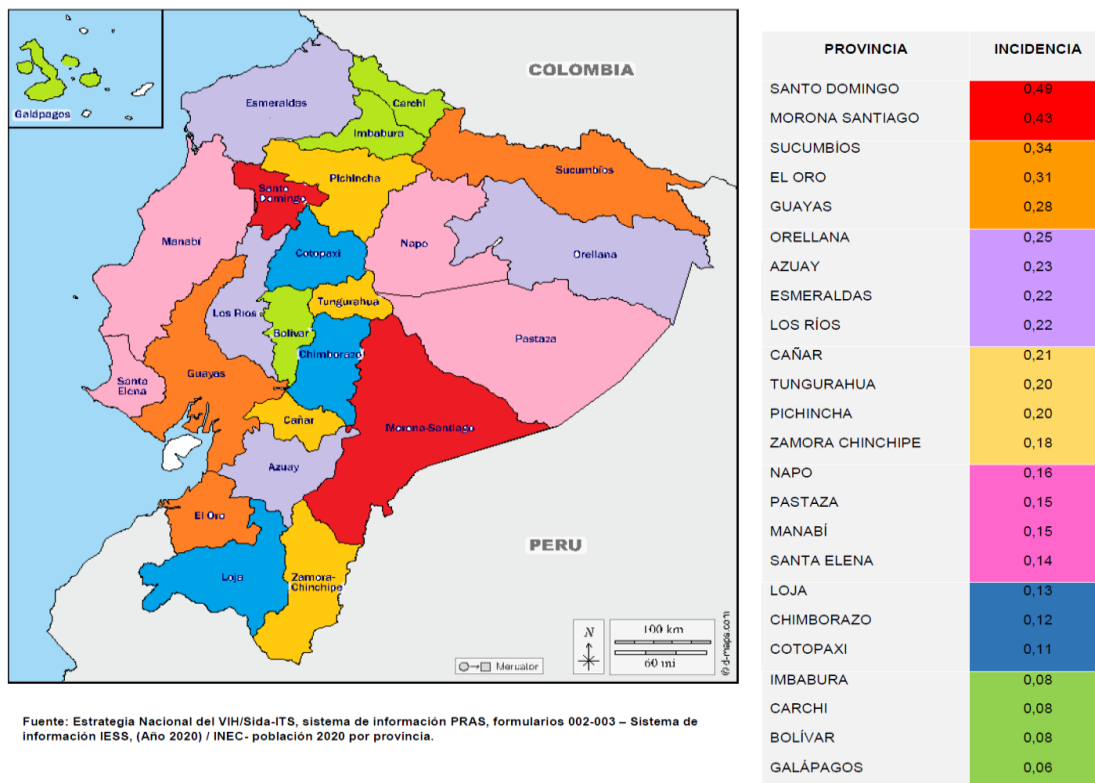 COLOMBIA
Galápagos
Esmeraldas
Carchi
Imbabura
Sucumbíos
Pichincha
Santo
Domingo
Manabí
Napo
Cotopaxi
Orellana
Tungurahua
Los Ríos
Bolívar
Pastaza
Chimborazo
Guayas
Santa
Elena
Cañar
Morona-Santiago
Azuay
El Oro
PERU
Loja
Zamora-
Chinchipe
N
100 km
60 mi
Mercator
@d-maps.com
Fuente: Estrategia Nacional del VIH/Sida-ITS, sistema de información PRAS, formularios 002-003 – Sistema de
información IESS, (Año 2020) / INEC- población 2020 por provincia.
PROVINCIA INCIDENCIA
SANTO DOMINGO 0,49
MORONA SANTIAGO 0,43
SUCUMBÍOS 0,34
EL ORO 0,31
GUAYAS 0,28
ORELLANA 0,25
AZUAY 0,23
ESMERALDAS 0,22
LOS RÍOS 0,22
CAÑAR 0,21
TUNGURAHUA 0,20
PICHINCHA 0,20
ZAMORA CHINCHIPE 0,18
NAPO 0,16
PASTAZA 0,15
MANABÍ 0,15
SANTA ELENA 0,14
LOJA 0,13
CHIMBORAZO 0,12
COTOPAXI 0,11
IMBABURA 0,08
CARCHI 0,08
BOLÍVAR 0,08
GALÁPAGOS 0,06